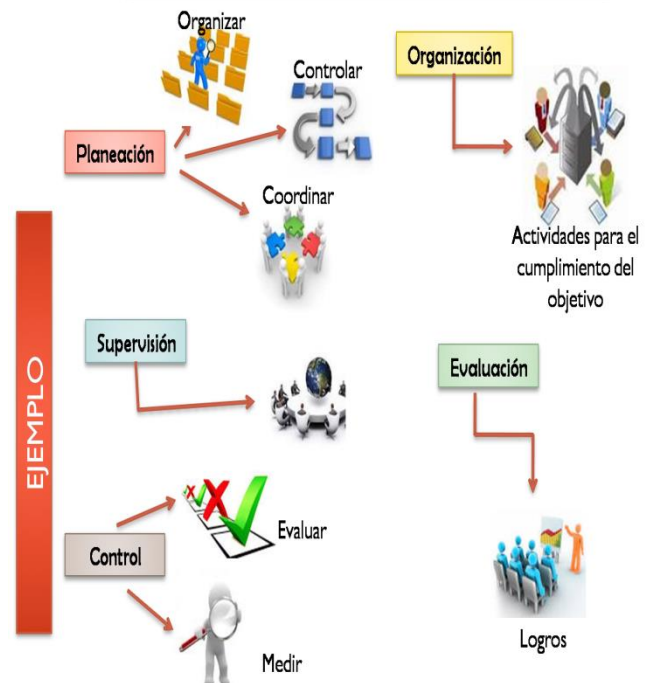 Organizar
Controlar
Planeación
Coordinar
Organización
Actividades para el
cumplimiento del
objetivo
EJEMPLO
Supervisión
Evaluación
Control
Evaluar
Medir
Logros